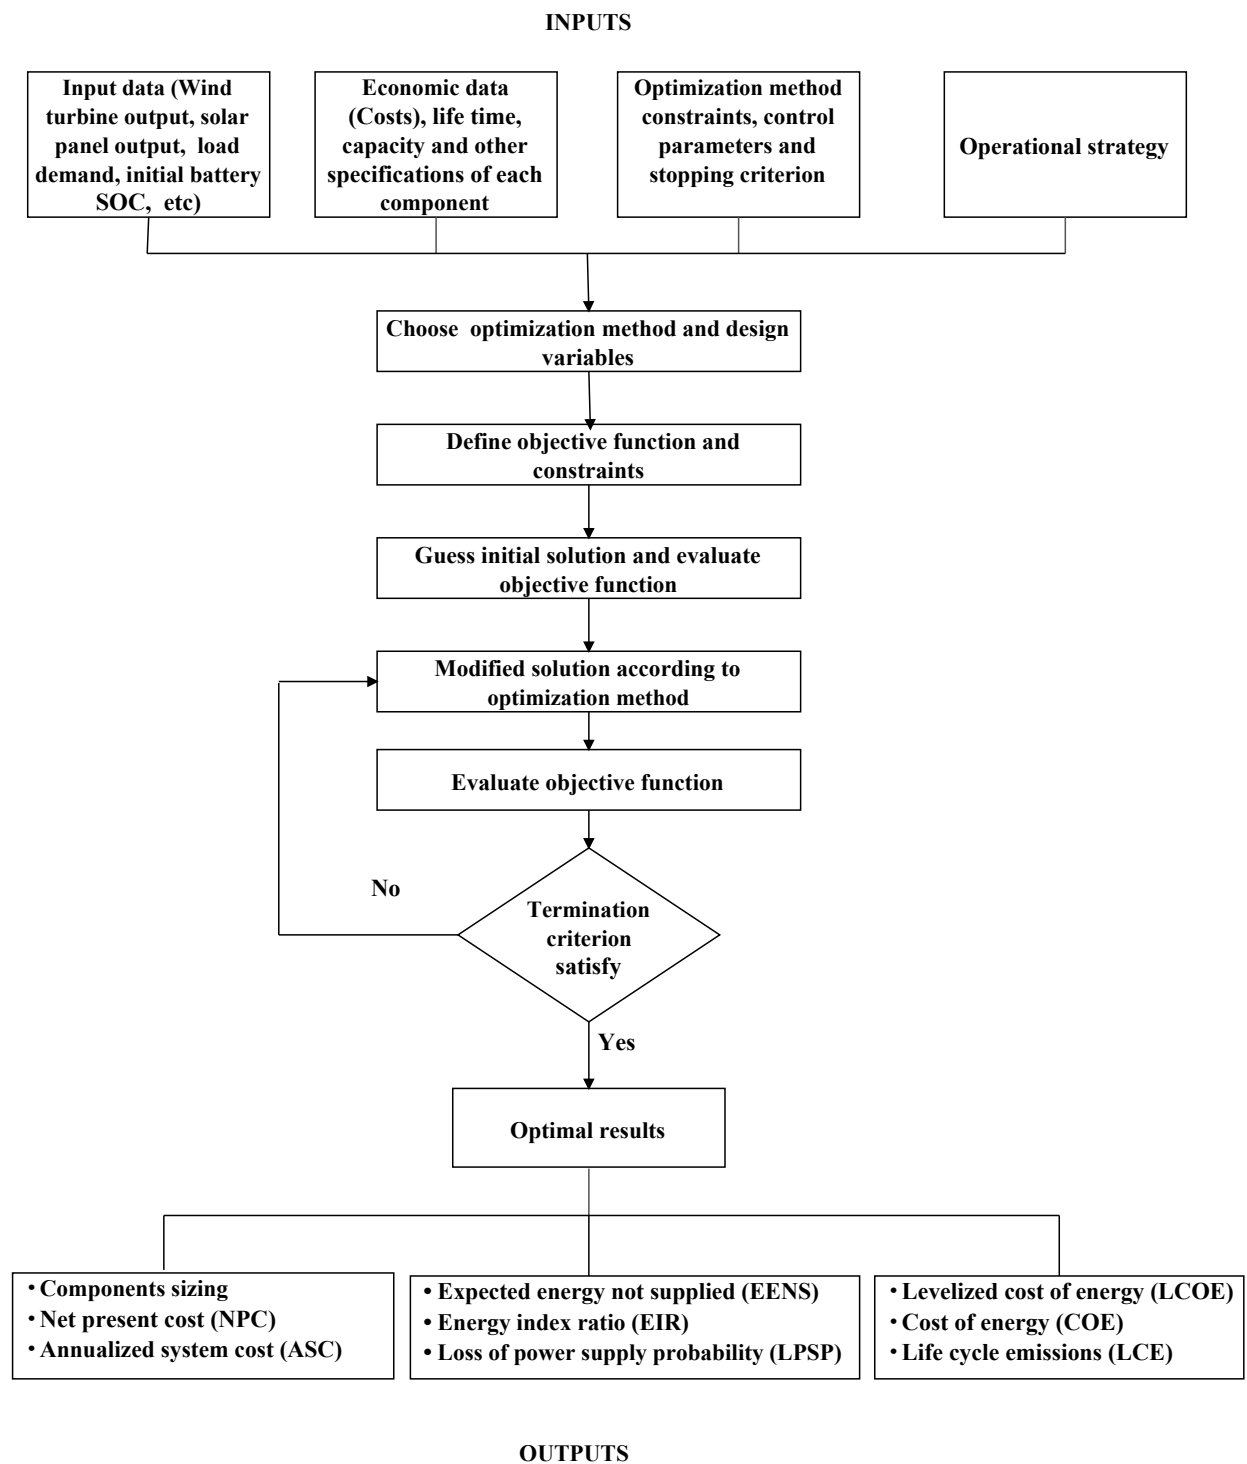 INPUTS
Input data (Wind
turbine output, solar
panel output, load
demand, initial battery
SOC, etc)
Economic data
(Costs), life time,
capacity and other
specifications of each
component
Optimization method
constraints, control
parameters and
stopping criterion
Operational strategy
Choose optimization method and design
variables
Define objective function and
constraints
Guess initial solution and evaluate
objective function
Modified solution according to
optimization method
Evaluate objective function
No
Termination
criterion
satisfy
Yes
Optimal results
• Components sizing
• Net present cost (NPC)
• Annualized system cost (ASC)
• Expected energy not supplied (EENS)
• Energy index ratio (EIR)
• Loss of power supply probability (LPSP)
• Levelized cost of energy (LCOE)
• Cost of energy (COE)
• Life cycle emissions (LCE)
OUTPUTS